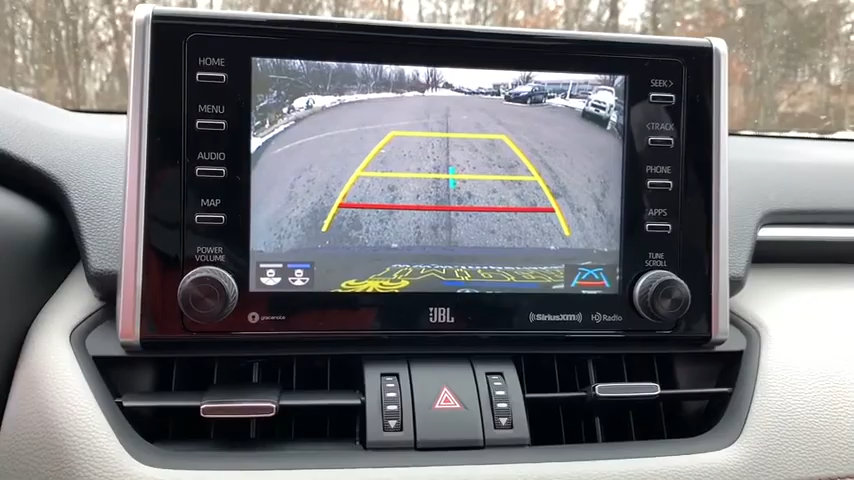 HOME
MENU
AUDIO
MAP
POWER
VOLUME
SEEK>
<TRACK
PHONE
APPS
TUNE
SCROLL
gracenote
JBL
((SiriusXM))
HD Radio